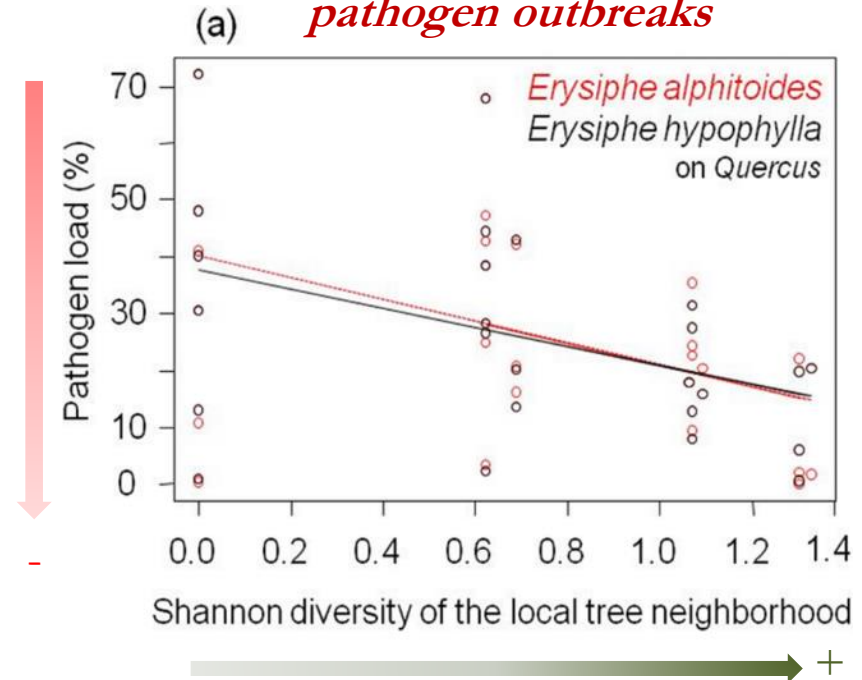 pathogen outbreaks
(a)
Erysiphe alphitoides
Erysiphe hypophylla
on Quercus
Pathogen load (%)
70
50
30
10
0
0.0 0.2 0.4 0.6 0.8 1.0 1.2 1.4
Shannon diversity of the local tree neighborhood
-
+